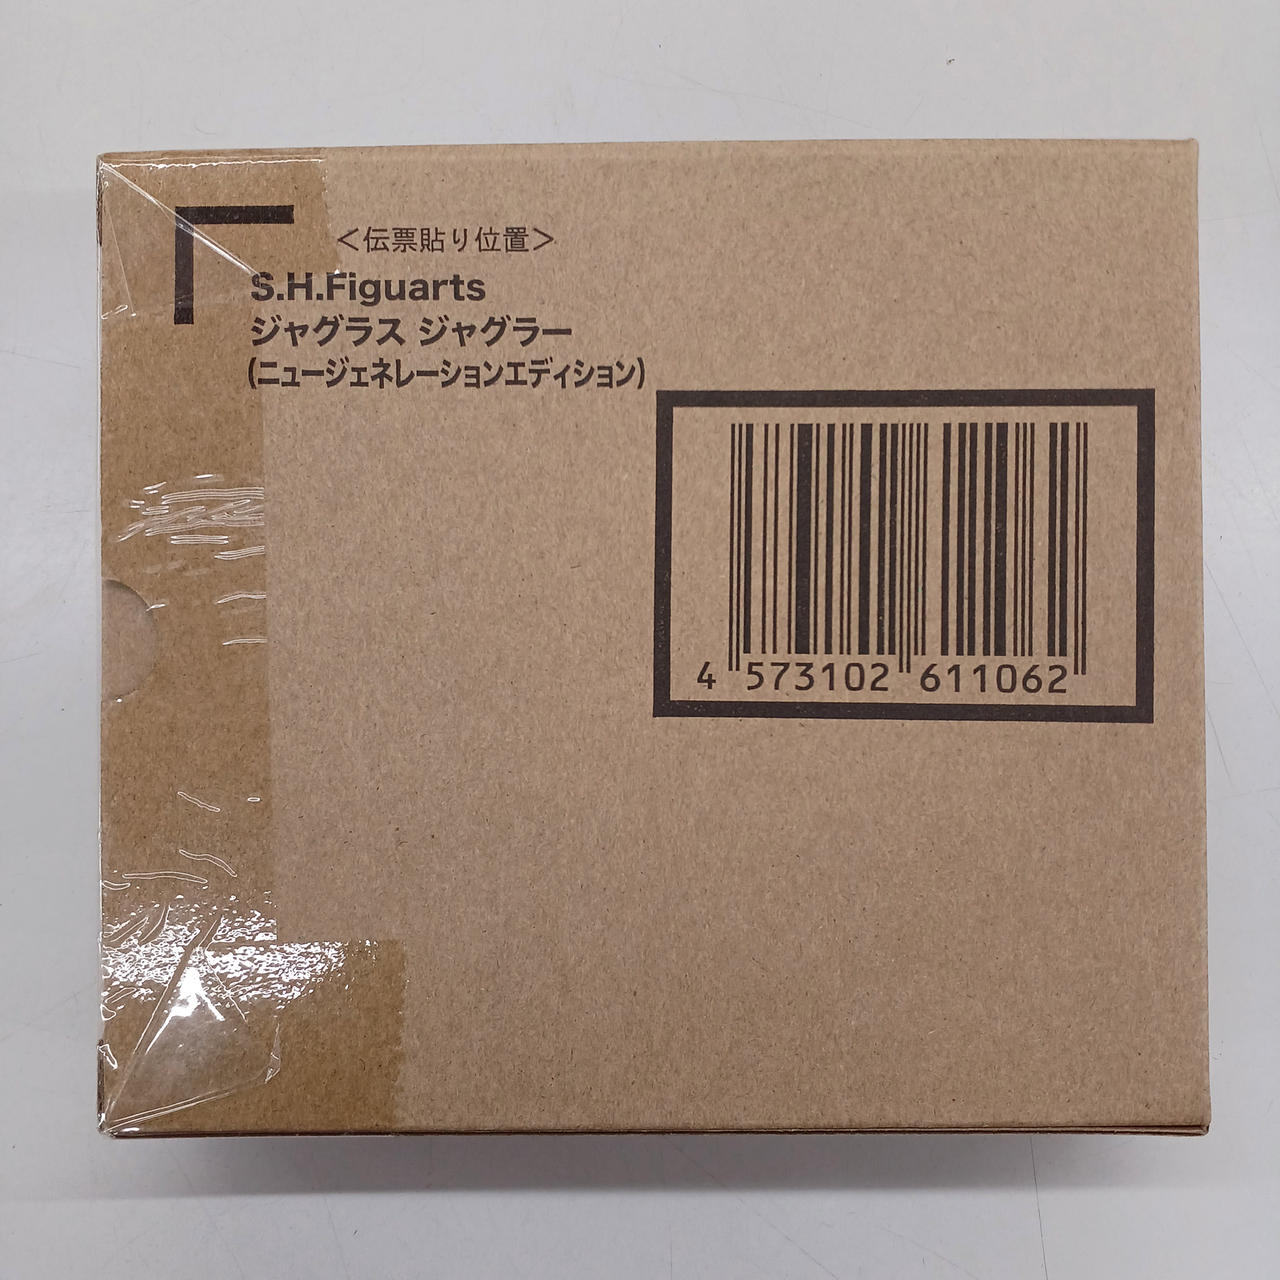 ＜伝票貼り位置＞
S.H.Figuarts
ジャグラス ジャグラー
(ニュージェネレーションエディション)
4 573102 611062